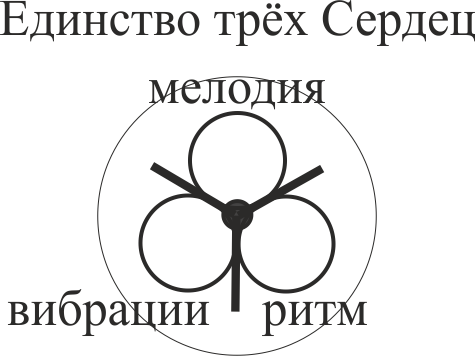 Единство трёх Сердец
мелодия
вибрации ритм